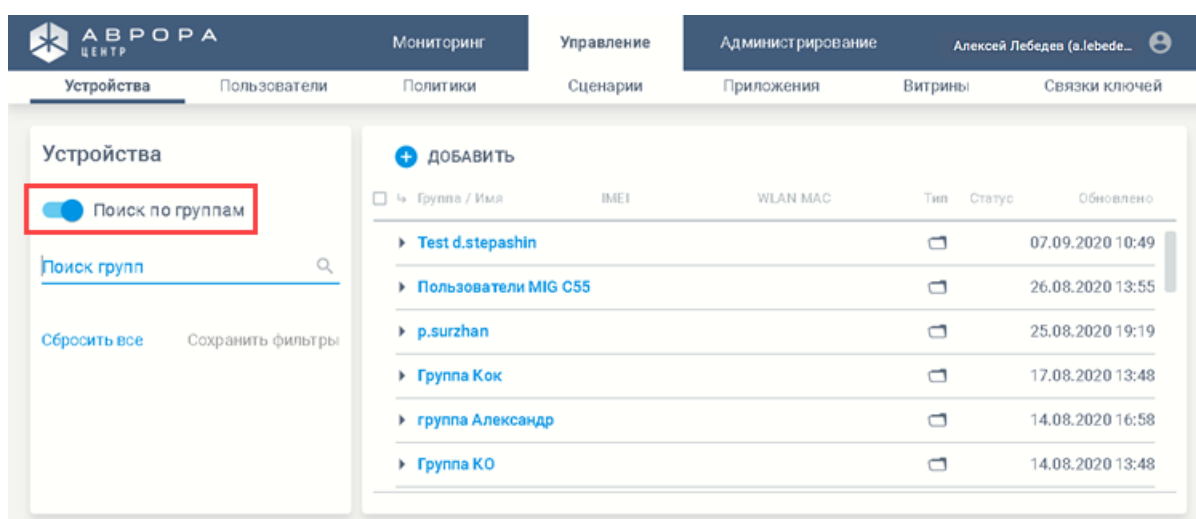 АВРОРА
ЦЕНТР
Мониторинг Управление Администрирование Алексей Лебедев (a.lebede...
Устройства Пользователи Политики Сценарии Приложения Витрины Связки ключей
Устройства
Поиск по группам
Поиск групп
Сбросить все Сохранить фильтры
ДОБАВИТЬ
Группа / Имя IMEI WLAN MAC Тип Статус Обновлено
Test d.stepashin 07.09.2020 10:49
Пользователи MIG C55 26.08.2020 13:55
p.surzhan 25.08.2020 19:19
Группа Кок 17.08.2020 13:48
группа Александр 14.08.2020 16:58
Группа КО 14.08.2020 13:48